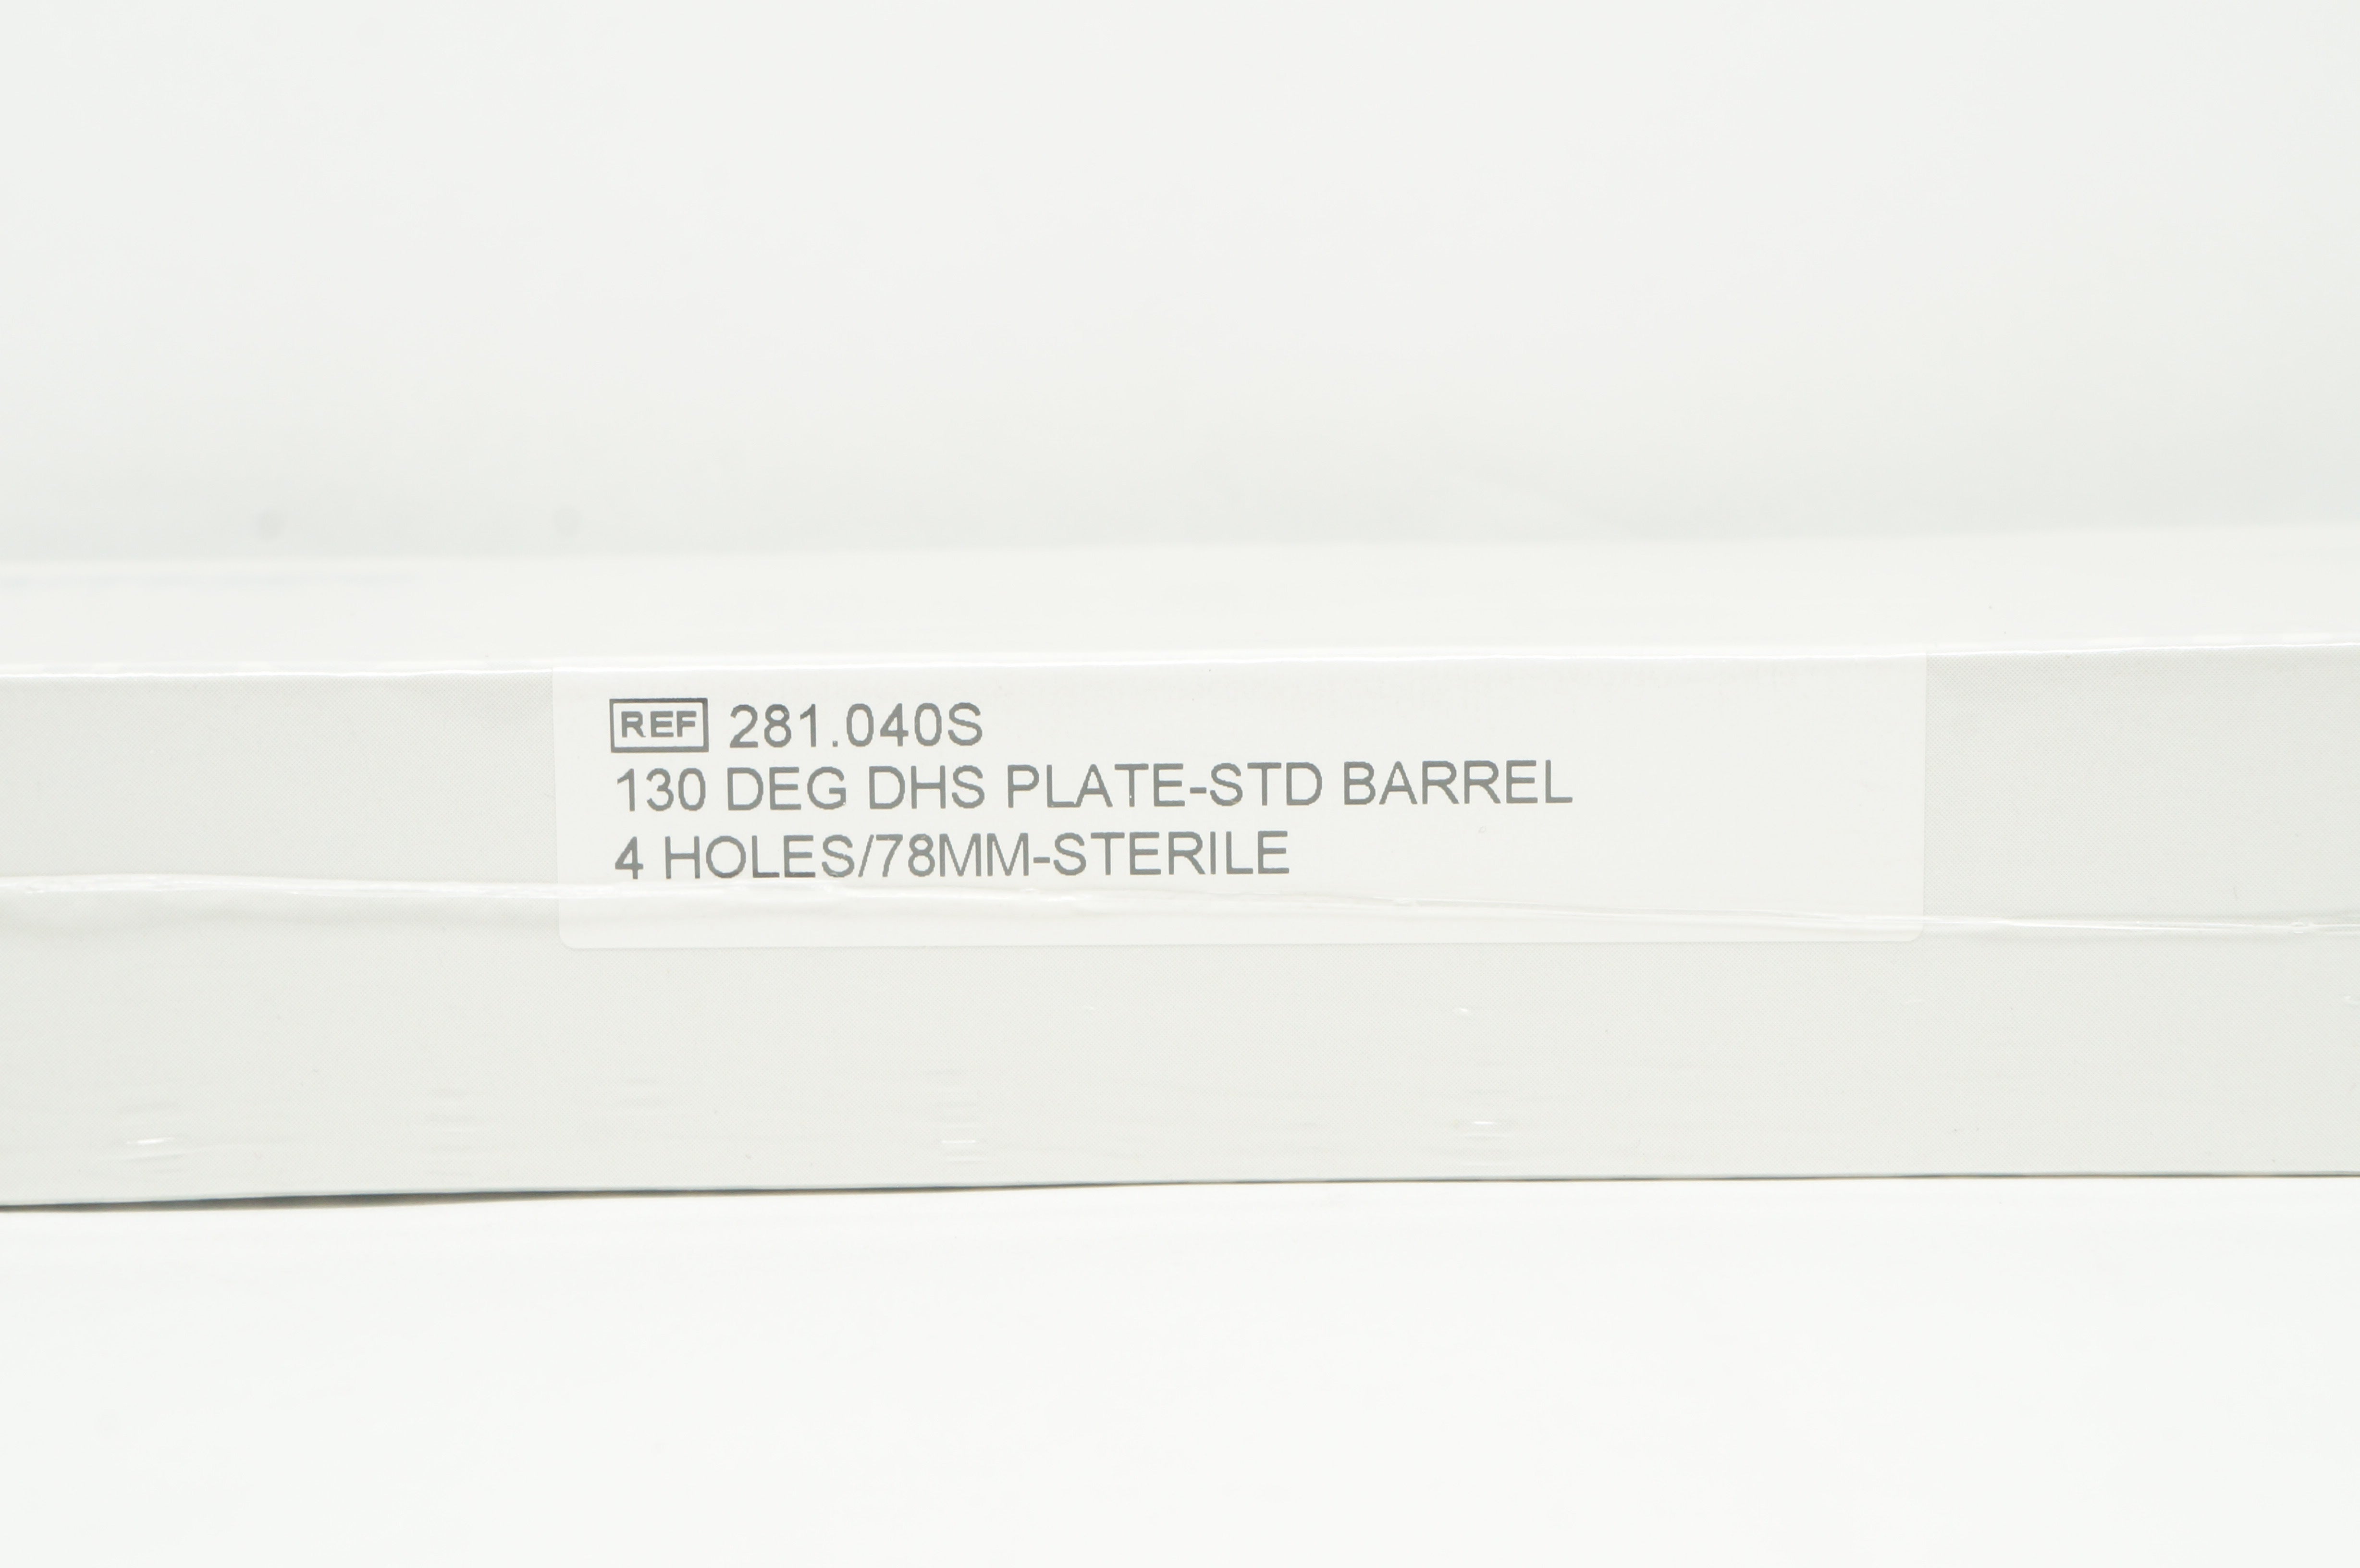 REF 281.040S
130 DEG DHS PLATE-STD BARREL
4 HOLES/78MM-STERILE